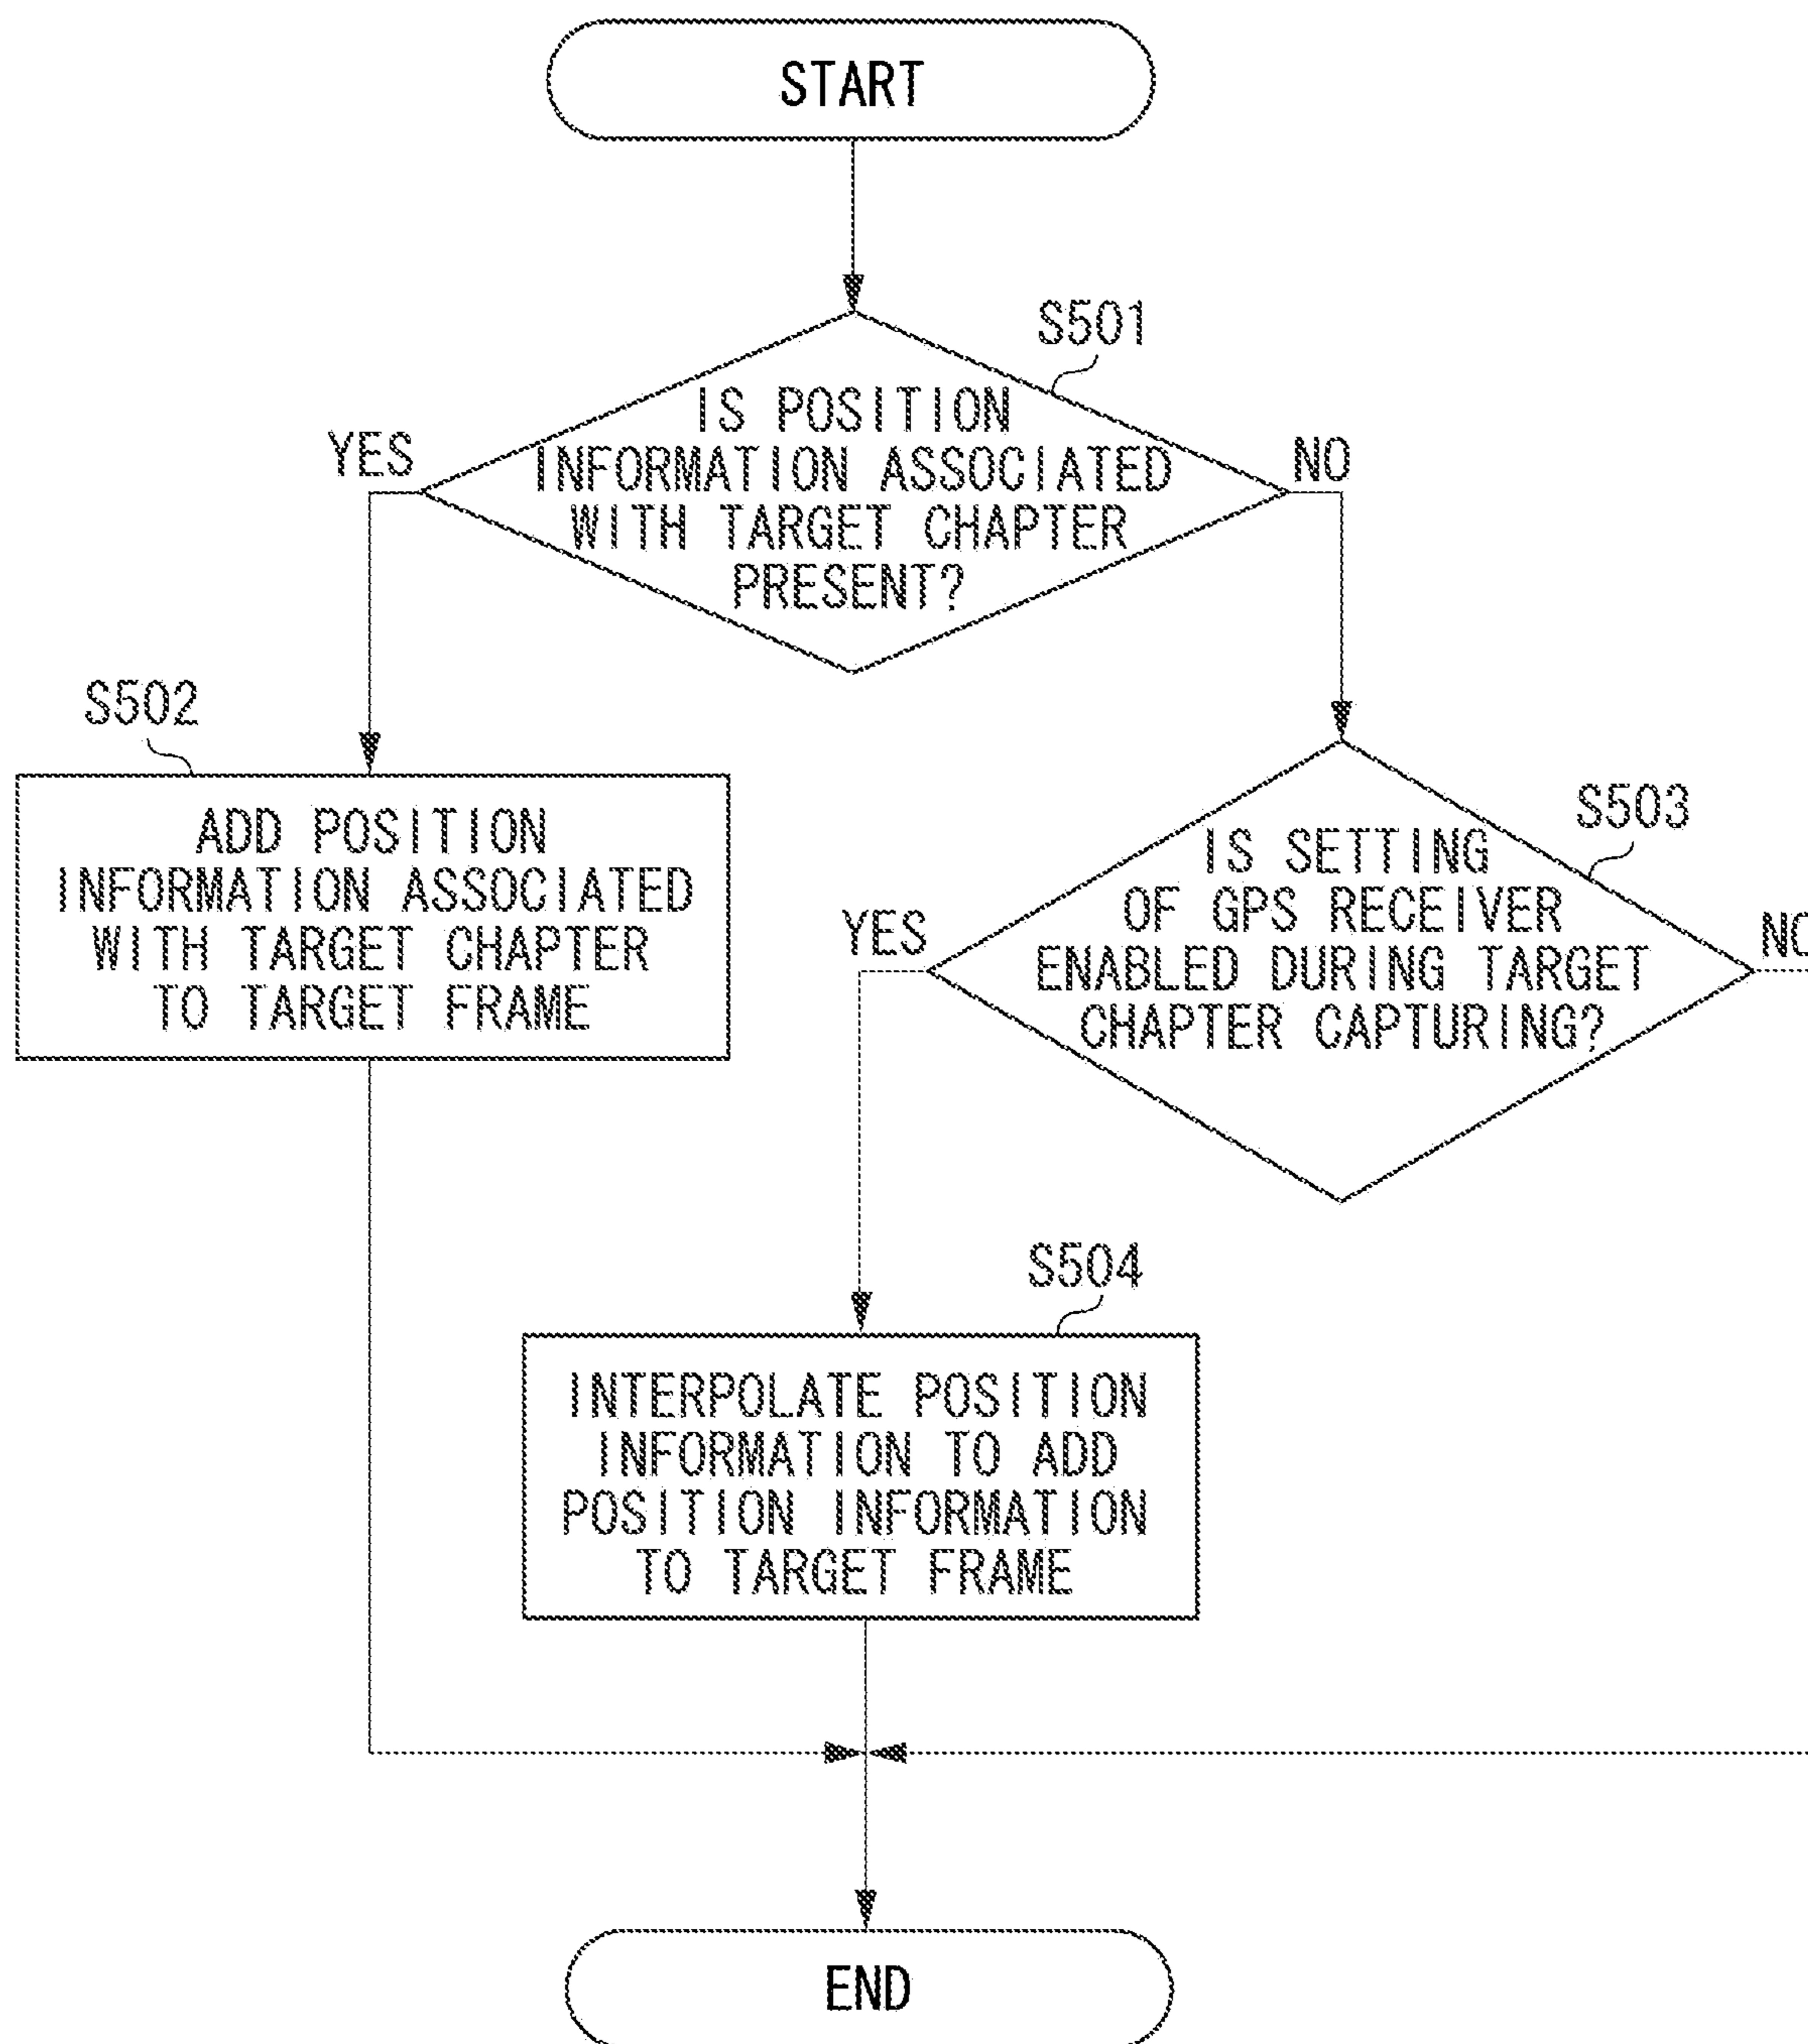 START
S501
IS POSITION
INFORMATION ASSOCIATED
WITH TARGET CHAPTER
PRESENT?
YES
NO
S502
ADD POSITION
INFORMATION ASSOCIATED
WITH TARGET CHAPTER
TO TARGET FRAME
S503
IS SETTING
OF GPS RECEIVER
ENABLED DURING TARGET
CHAPTER CAPTURING?
YES
NO
S504
INTERPOLATE POSITION
INFORMATION TO ADD
POSITION INFORMATION
TO TARGET FRAME
END